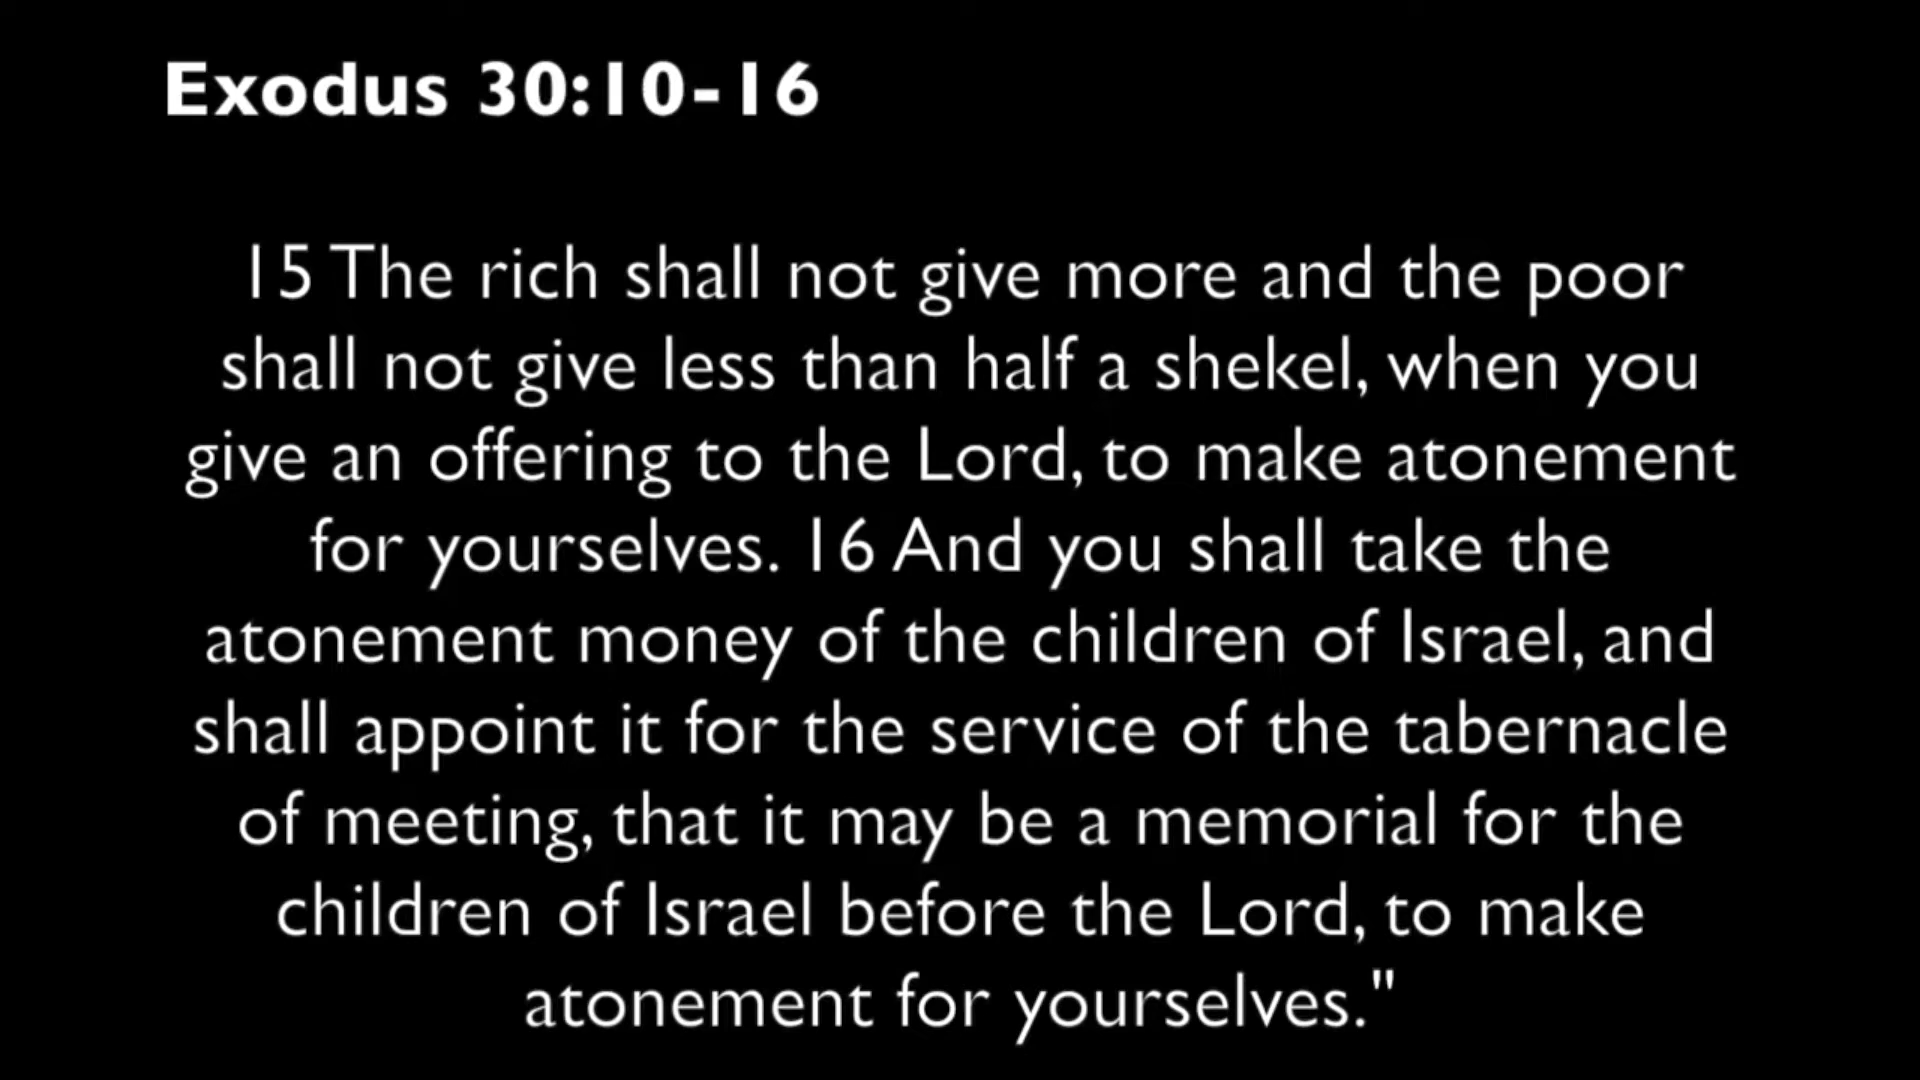 Exodus 30:10-16
15 The rich shall not give more and the poor
shall not give less than half a shekel, when you
give an offering to the Lord, to make atonement
for yourselves. 16 And you shall take the
atonement money of the children of Israel, and
shall appoint it for the service of the tabernacle
of meeting, that it may be a memorial for the
children of Israel before the Lord, to make
atonement for yourselves."